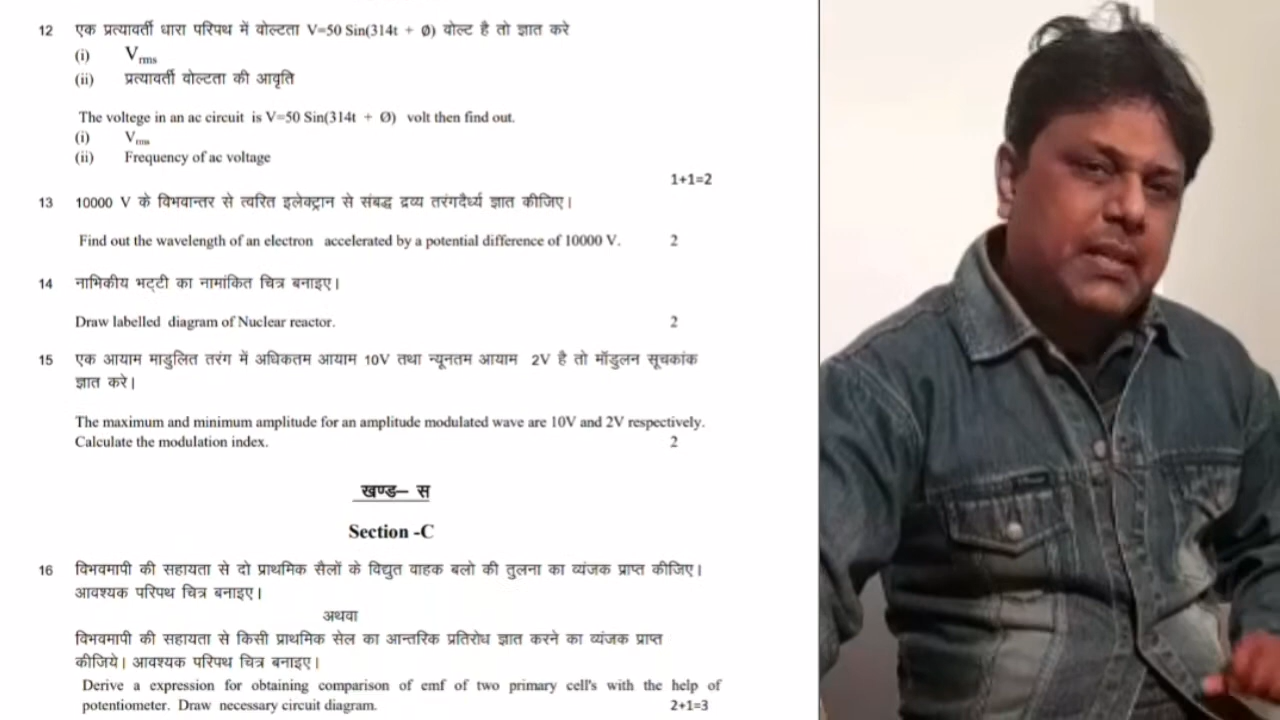 12 एक प्रत्यावर्ती धारा परिपथ में वोल्टता V=50 Sin(314t + ø) वोल्ट है तो ज्ञात करे
(i) Vrms
(ii) प्रत्यावर्ती वोल्टता की आवृति
The voltege in an ac circuit is V=50 Sin(314t + Ø) volt then find out.
(i) Vrms
(ii) Frequency of ac voltage
1+1=2
13 10000 V के विभवान्तर से त्वरित इलेक्ट्रान से संबद्ध द्रव्य तरंगदैर्ध्य ज्ञात कीजिए।
Find out the wavelength of an electron accelerated by a potential difference of 10000 V. 2
14 नाभिकीय भट्टी का नामांकित चित्र बनाइए।
Draw labelled diagram of Nuclear reactor. 2
15 एक आयाम माडुलित तरंग में अधिकतम आयाम 10V तथा न्यूनतम आयाम 2V है तो मॉडुलन सूचकांक
ज्ञात करे।
The maximum and minimum amplitude for an amplitude modulated wave are 10V and 2V respectively.
Calculate the modulation index. 2
खण्ड– स
Section -C
16 विभवमापी की सहायता से दो प्राथमिक सैलों के विद्युत वाहक बलो की तुलना का व्यंजक प्राप्त कीजिए।
आवश्यक परिपथ चित्र बनाइए।
अथवा
विभवमापी की सहायता से किसी प्राथमिक सेल का आन्तरिक प्रतिरोध ज्ञात करने का व्यंजक प्राप्त
कीजिये। आवश्यक परिपथ चित्र बनाइए।
Derive a expression for obtaining comparison of emf of two primary cell's with the help of
potentiometer. Draw necessary circuit diagram. 2+1=3